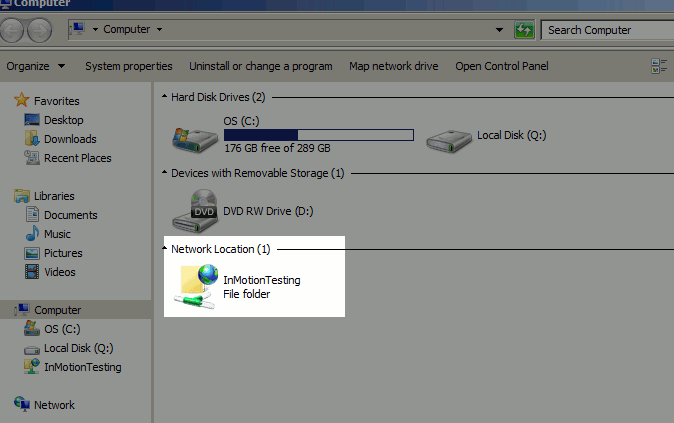 Computer
Computer
Search Computer
Organize
System properties
Uninstall or change a program
Map network drive
Open Control Panel
Favorites
Desktop
Downloads
Recent Places
Libraries
Documents
Music
Pictures
Videos
Computer
OS (C:)
Local Disk (Q:)
InMotionTesting
Network
Hard Disk Drives (2)
OS (C:)
176 GB free of 289 GB
Local Disk (Q:)
Devices with Removable Storage (1)
DVD
DVD RW Drive (D:)
Network Location (1)
InMotionTesting
File folder